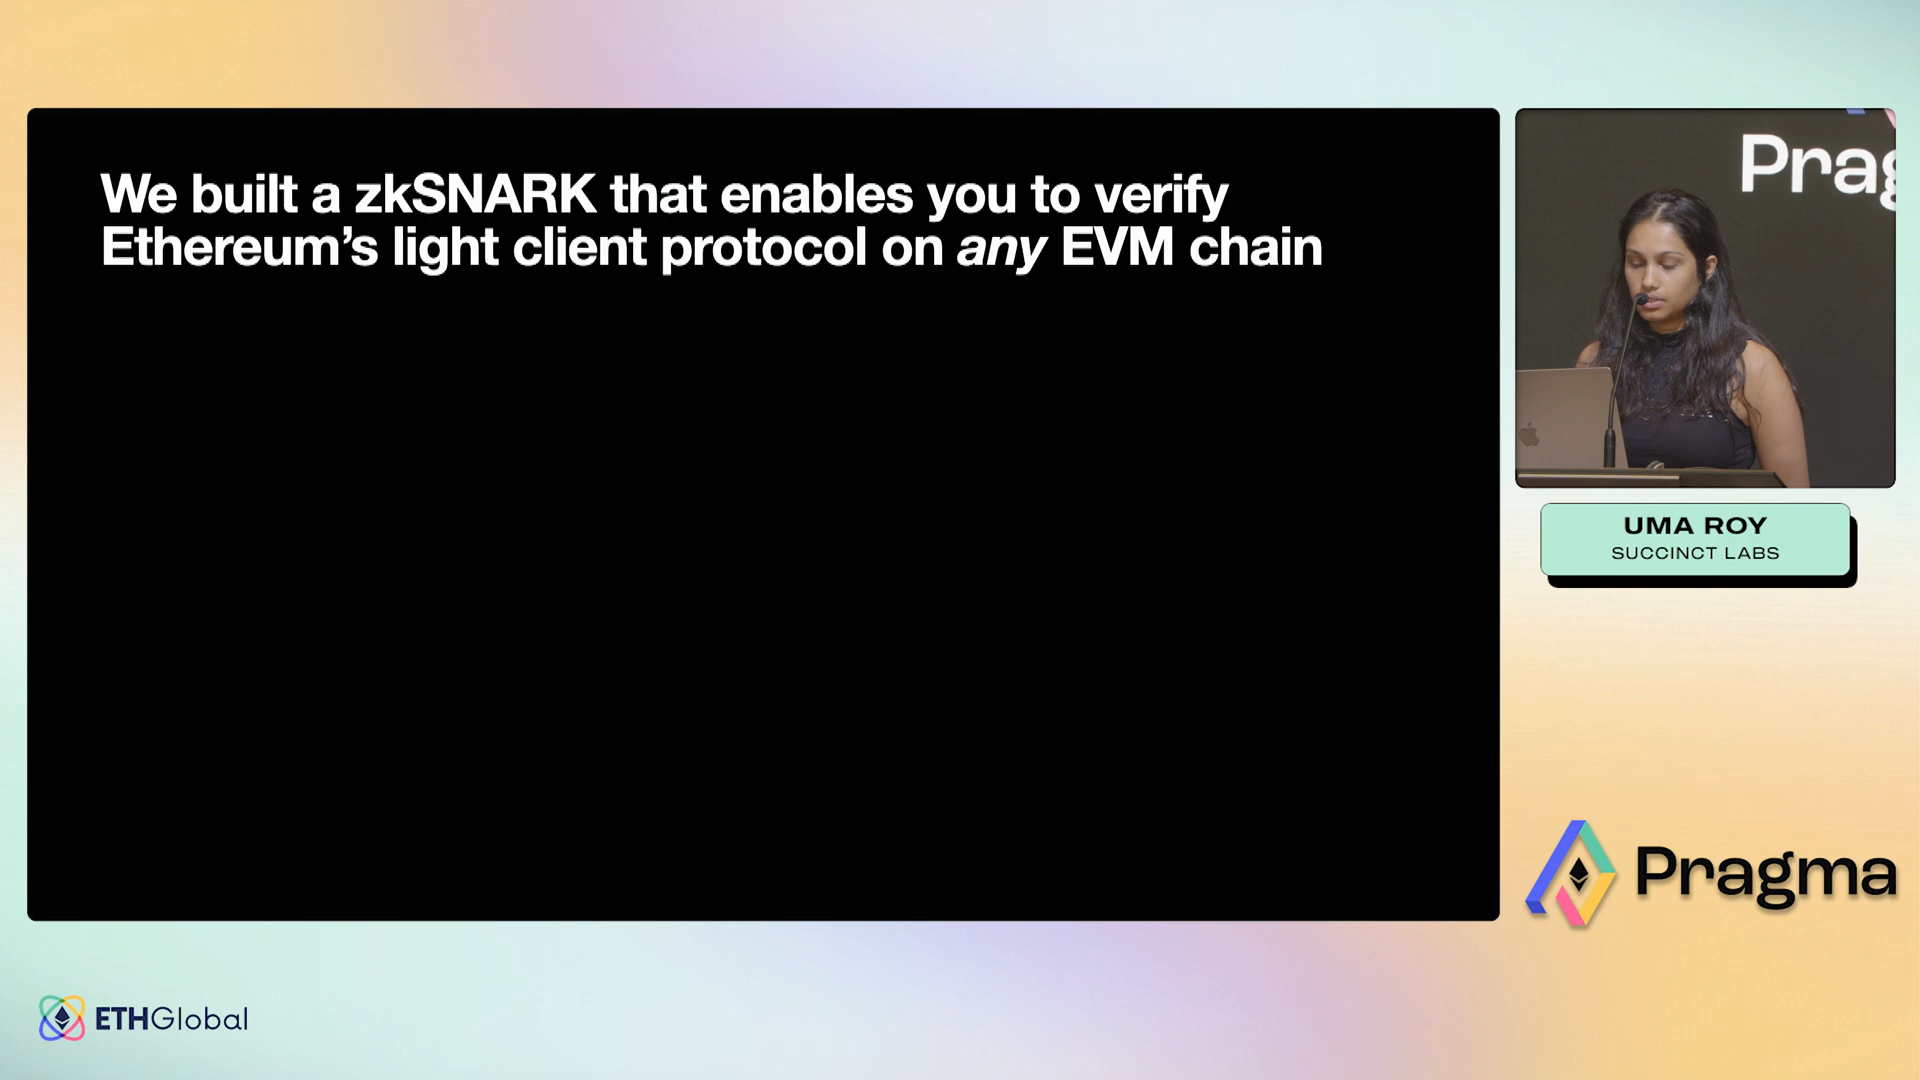 We built a zkSNARK that enables you to verify
Ethereum’s light client protocol on any EVM chain
Prag
UMA ROY
SUCCINCT LABS
Pragma
ETHGlobal